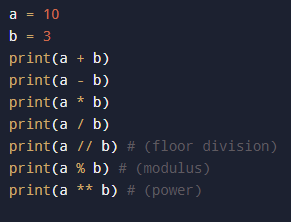 a = 10
b = 3
print(a + b)
print(a - b)
print(a * b)
print(a / b)
print(a // b) # (floor division)
print(a % b) # (modulus)
print(a ** b) # (power)